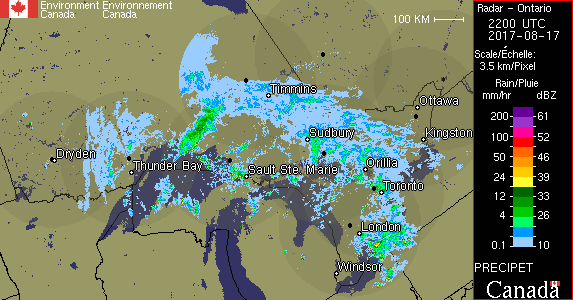 Environment Environnement
Canada Canada
100 KM
Timmins
Ottawa
Sudbury
Kingston
Dryden
Thunder Bay
Sault Ste. Marie
Orillia
Toronto
London
Windsor
Radar - Ontario
2200 UTC
2017-08-17
Scale/Échelle:
3.5 km/Pixel
Rain/Pluie
mm/hr dBZ
200 61
100 52
50 46
24 39
12 33
4 26
0.1 10
PRECIPET
Canada